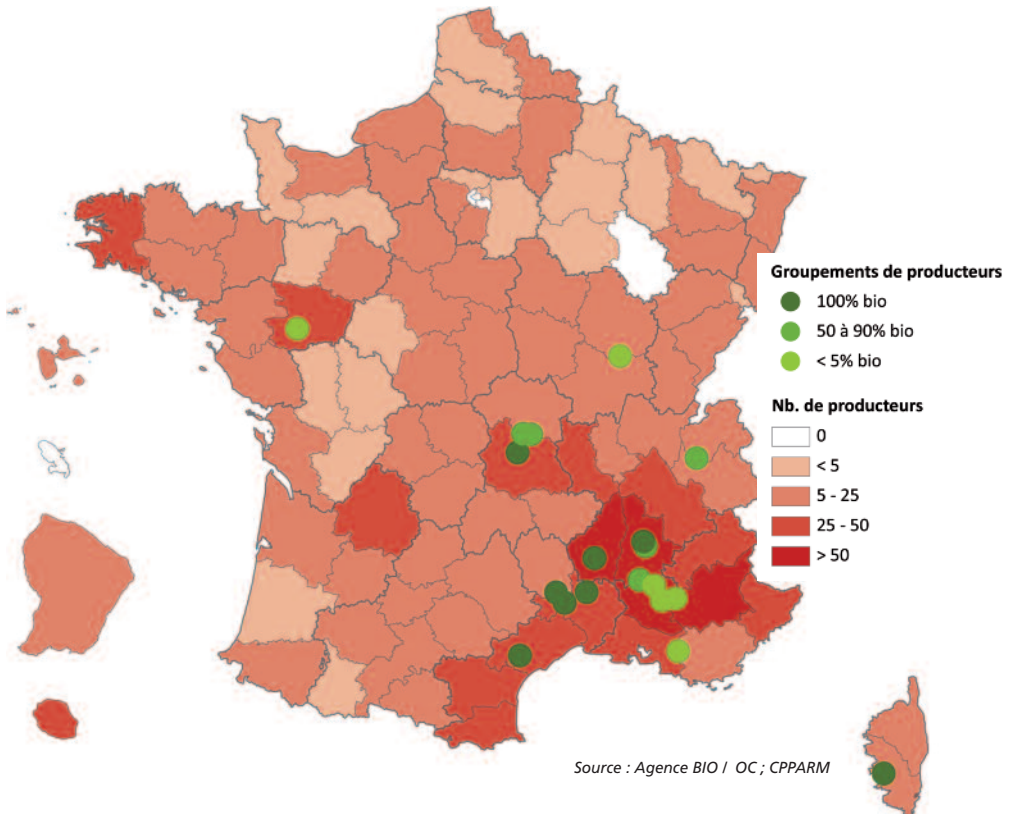 Groupements de producteurs
100% bio
50 à 90% bio
< 5% bio
Nb. de producteurs
0
< 5
5 - 25
25 - 50
> 50
Source : Agence BIO / OC ; CPPARM